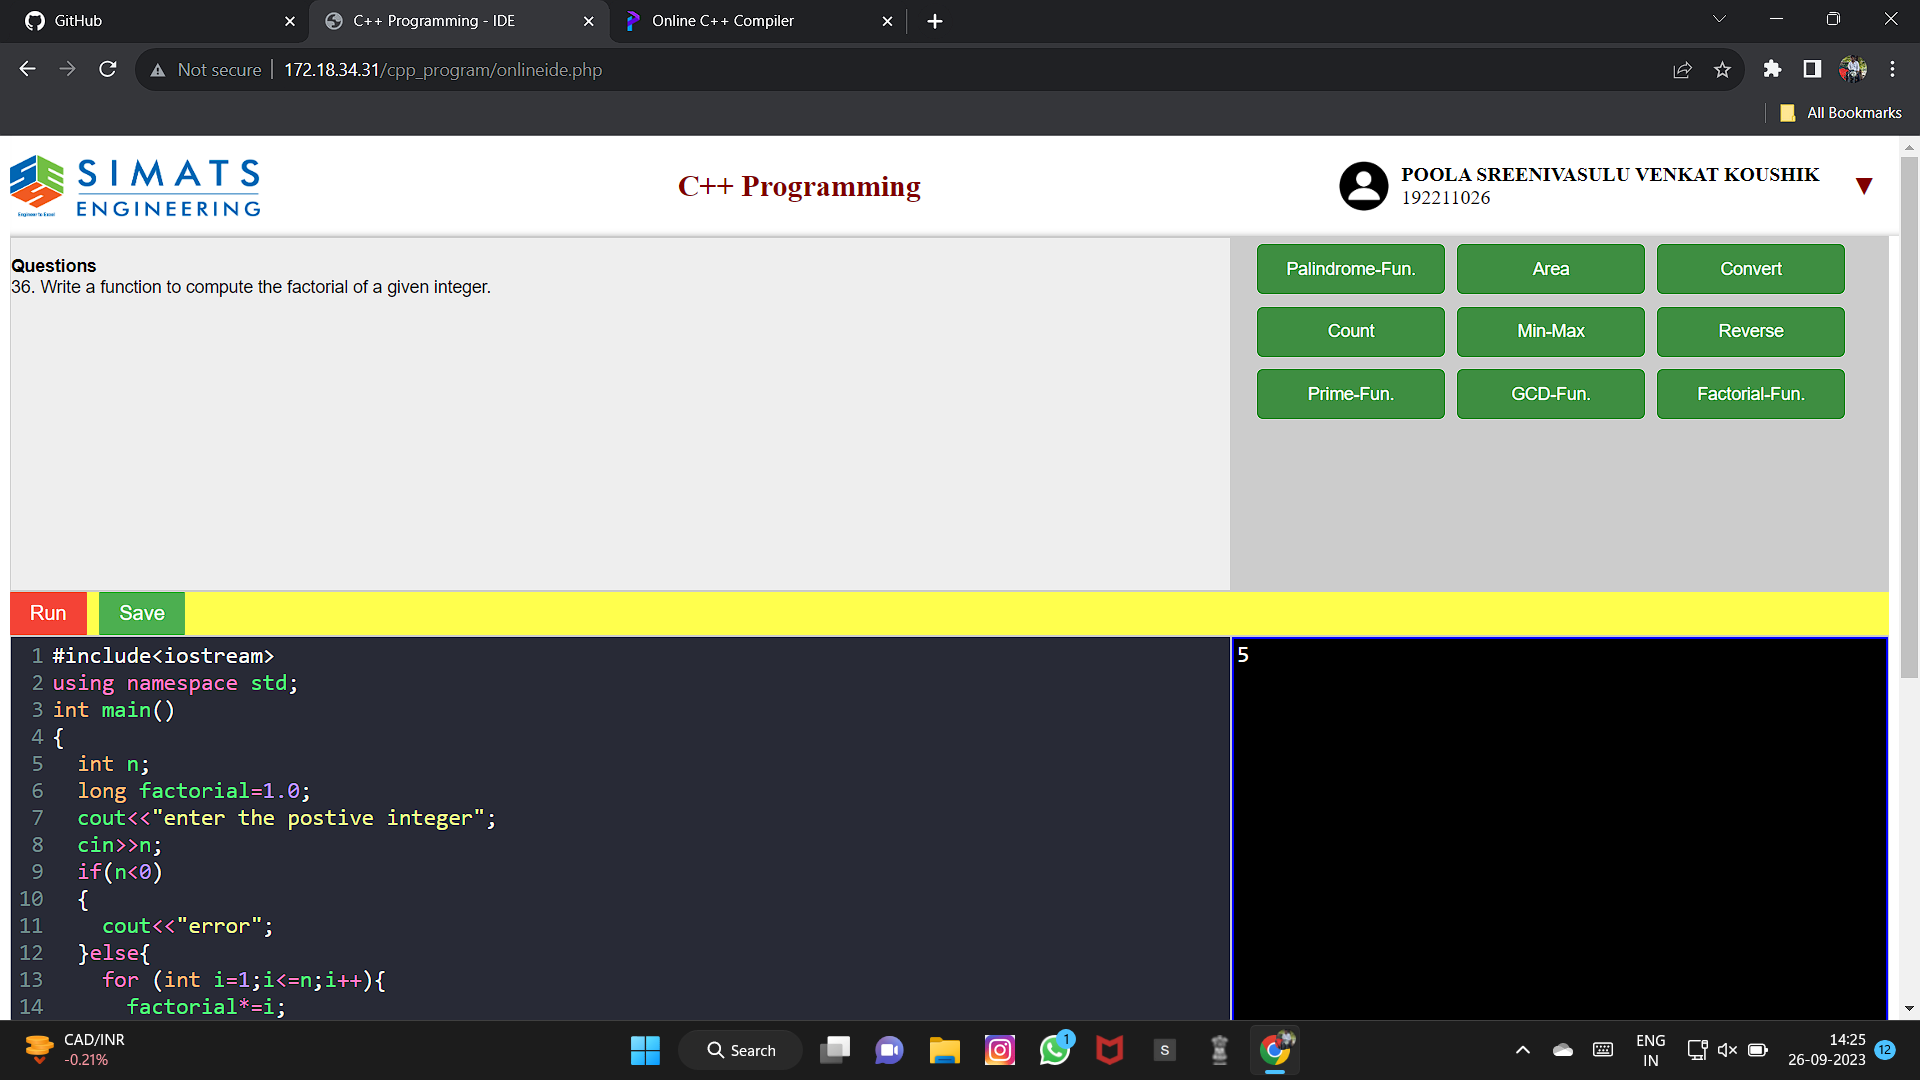 GitHub
C++ Programming - IDE
Online C++ Compiler
Not secure
172.18.34.31/cpp_program/onlineide.php
All Bookmarks
SIMATS
ENGINEERING
Engineer to Excel
C++ Programming
POOLA SREENIVASULU VENKAT KOUSHIK
192211026
Questions
36. Write a function to compute the factorial of a given integer.
Palindrome-Fun.
Area
Convert
Count
Min-Max
Reverse
Prime-Fun.
GCD-Fun.
Factorial-Fun.
Run
Save
1 #include<iostream>
2 using namespace std;
3 int main()
4 {
5 int n;
6 long factorial=1.0;
7 cout<<"enter the postive integer";
8 cin>>n;
9 if(n<0)
10 {
11 cout<<"error";
12 }else{
13 for (int i=1;i<=n;i++){
14 factorial*=i;
5
CAD/INR
-0.21%
Search
1
S
ENG
IN
14:25
26-09-2023
12